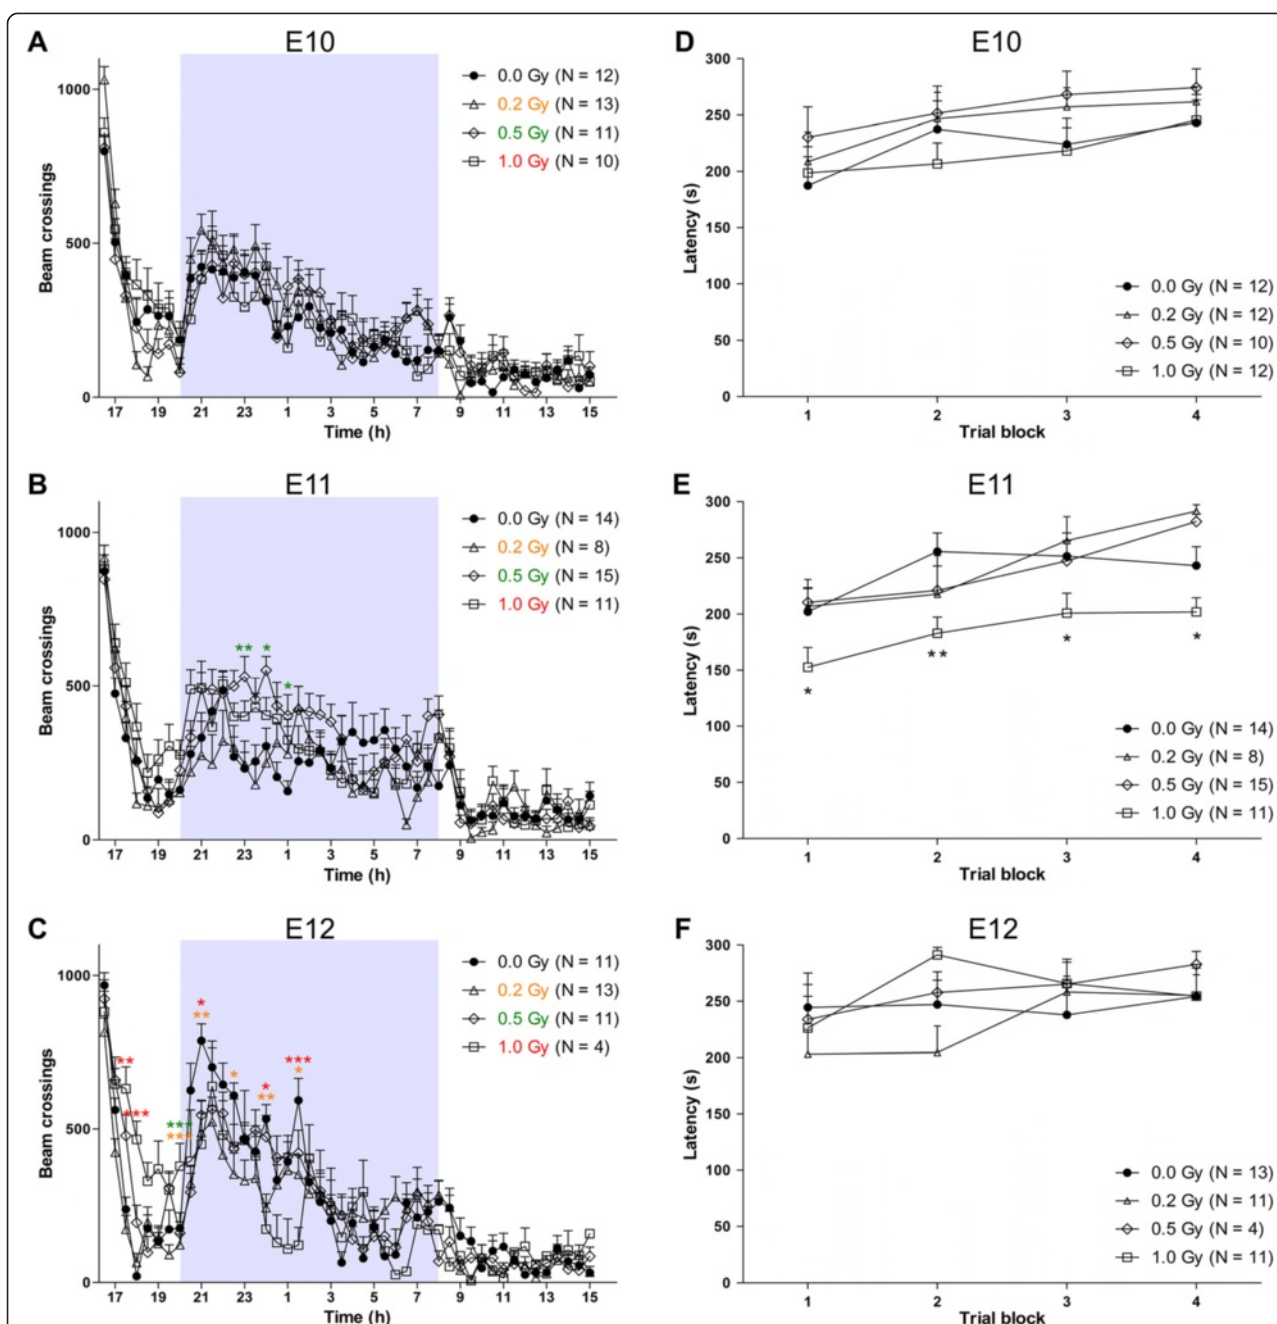 A
E10
0.0 Gy (N = 12)
0.2 Gy (N = 13)
0.5 Gy (N = 11)
1.0 Gy (N = 10)
Beam crossings
1000
500
0
17 19 21 23 1 3 5 7 9 11 13 15
Time (h)
D
E10
300
250
200
150
100
50
0
Latency (s)
0.0 Gy (N = 12)
0.2 Gy (N = 12)
0.5 Gy (N = 10)
1.0 Gy (N = 12)
1 2 3 4
Trial block
B
E11
0.0 Gy (N = 14)
0.2 Gy (N = 8)
0.5 Gy (N = 15)
1.0 Gy (N = 11)
Beam crossings
1000
500
0
** *
*
17 19 21 23 1 3 5 7 9 11 13 15
Time (h)
E
E11
300
250
200
150
100
50
0
Latency (s)
*
**
*
*
0.0 Gy (N = 14)
0.2 Gy (N = 8)
0.5 Gy (N = 15)
1.0 Gy (N = 11)
1 2 3 4
Trial block
C
E12
0.0 Gy (N = 11)
0.2 Gy (N = 13)
0.5 Gy (N = 11)
1.0 Gy (N = 4)
Beam crossings
1000
500
0
**
***
***
***
*
**
*
*
**
***
*
17 19 21 23 1 3 5 7 9 11 13 15
Time (h)
F
E12
300
250
200
150
100
50
0
Latency (s)
0.0 Gy (N = 13)
0.2 Gy (N = 11)
0.5 Gy (N = 4)
1.0 Gy (N = 11)
1 2 3 4
Trial block